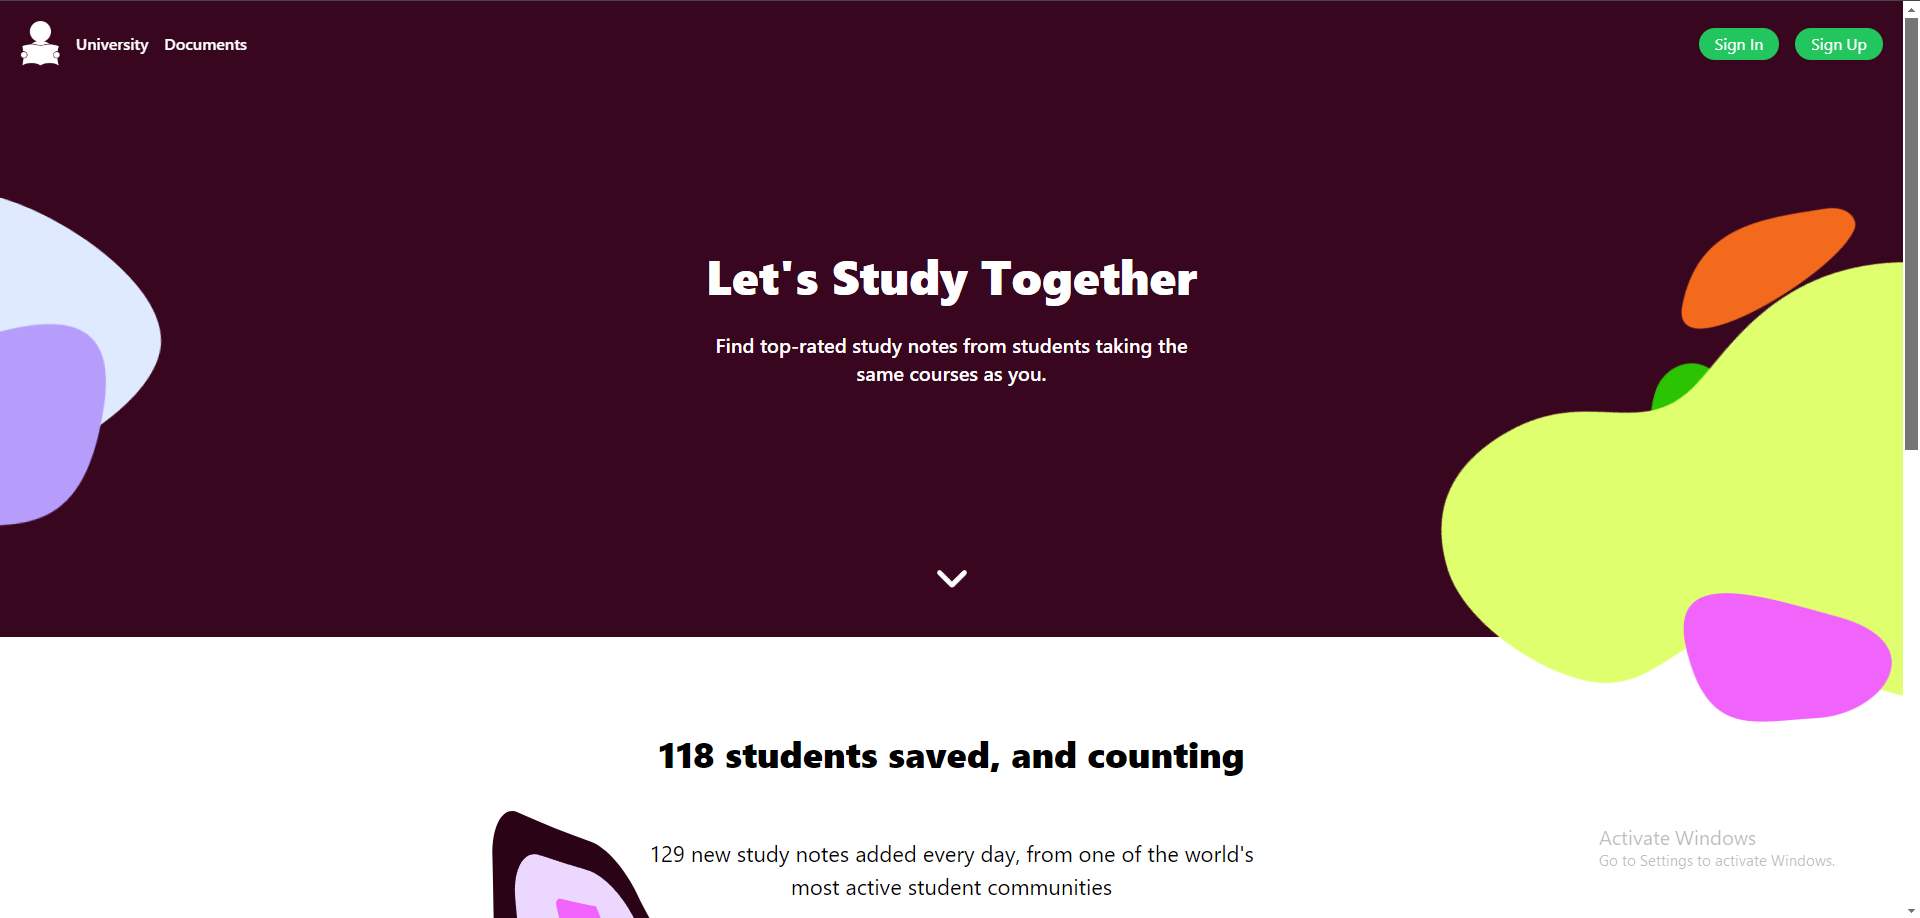 University Documents Sign In Sign Up
Let's Study Together
Find top-rated study notes from students taking the
same courses as you.
118 students saved, and counting
129 new study notes added every day, from one of the world's
most active student communities
Activate Windows
Go to Settings to activate Windows.